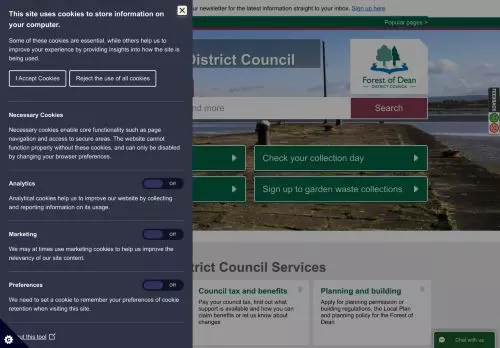 This site uses cookies to store information on
your computer.
Some of these cookies are essential, while others help us to
improve your experience by providing insights into how the site is
being used.
I Accept Cookies
Reject the use of all cookies
Necessary Cookies
Necessary cookies enable core functionality such as page
navigation and access to secure areas. The website cannot
function properly without these cookies, and can only be disabled
by changing your browser preferences.
Analytics
Off
Analytical cookies help us to improve our website by collecting
and reporting information on its usage.
Marketing
Off
We may at times use marketing cookies to help us improve the
relevancy of our site content.
Preferences
Off
We need to set a cookie to remember your preferences of cookie
retention when visiting this site.
this tool
newsletter for the latest information straight to your inbox. Sign up here
Popular pages >
District Council
Forest of Dean
DISTRICT COUNCIL
nd more
Search
FEEDBACK
Check your collection day
Sign up to garden waste collections
trict Council Services
Council tax and benefits
Pay your council tax, find out what
support is available and how you can
claim benefits or let us know about
changes
Planning and building
Apply for planning permission or
building regulations, the Local Plan
and planning policy for the Forest of
Dean
Chat with us